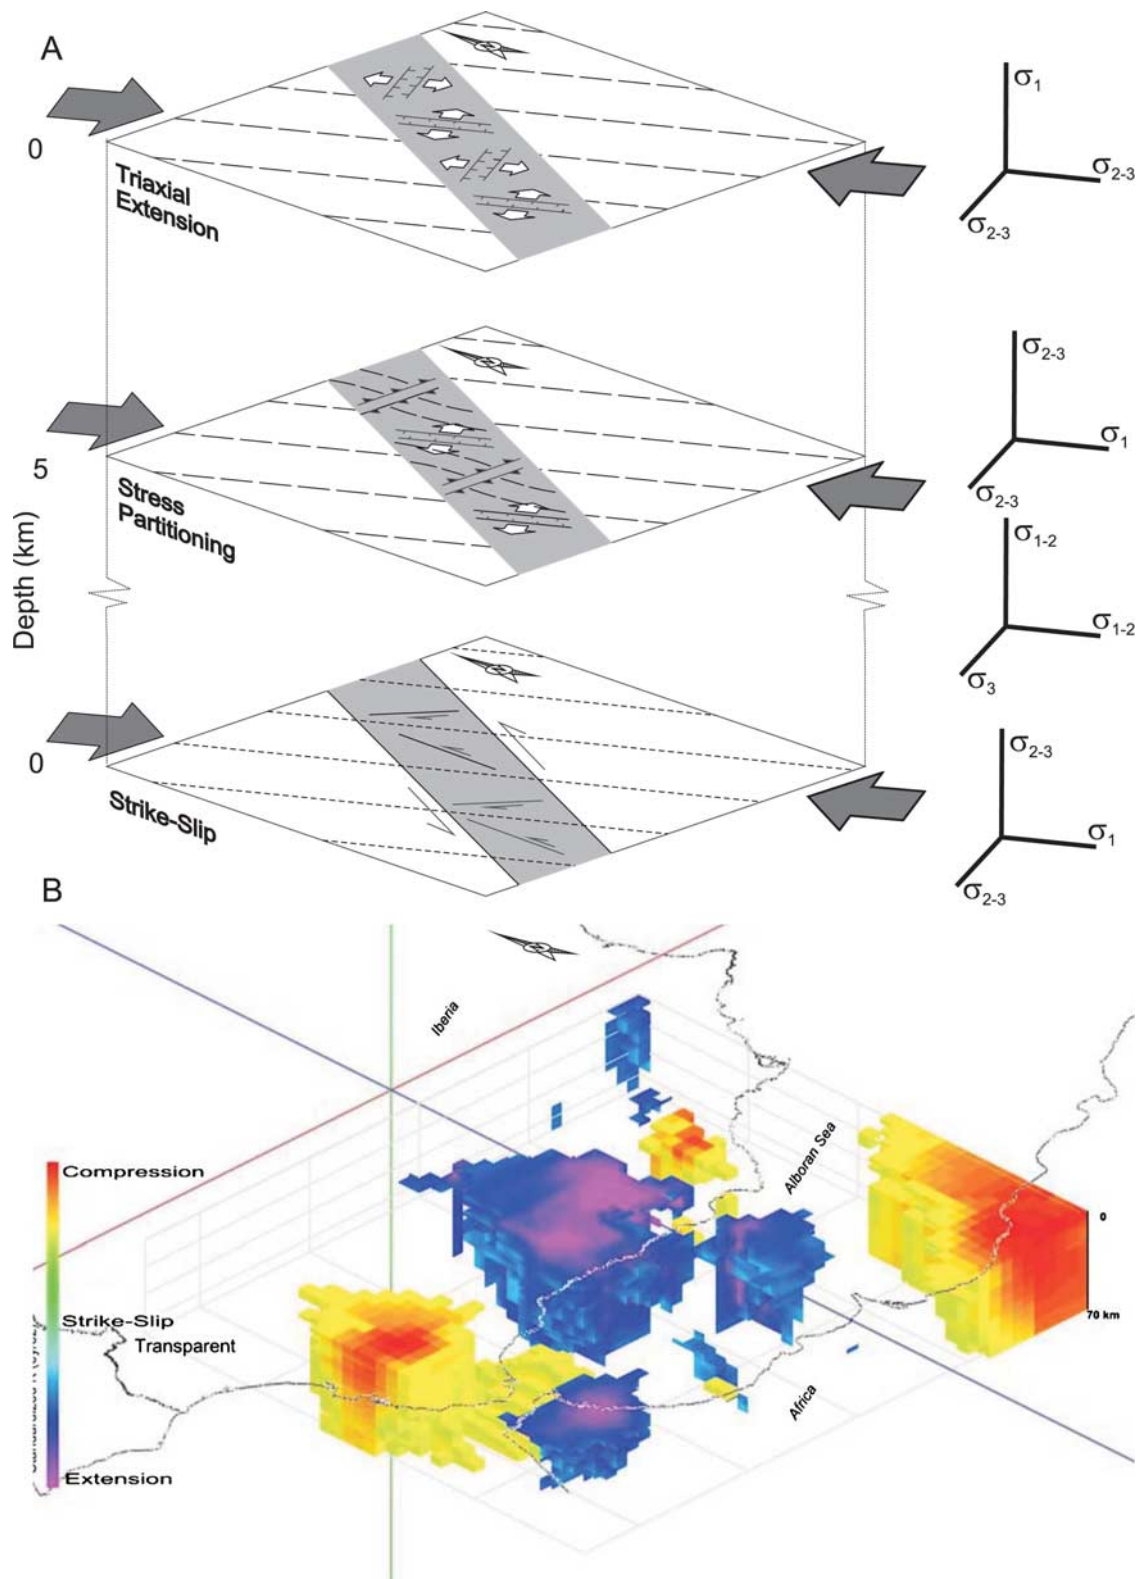 A
N
σ1
0
σ2-3
Triaxial
Extension
σ2-3
N
σ2-3
5
σ1
Stress
Partitioning
σ2-3
σ1-2
Depth (km)
σ1-2
N
σ3
σ2-3
0
Strike-Slip
σ1
B
σ2-3
N
Iberia
Alboran Sea
Compression
0
70 km
Strike-Slip
Transparent
Africa
Extension